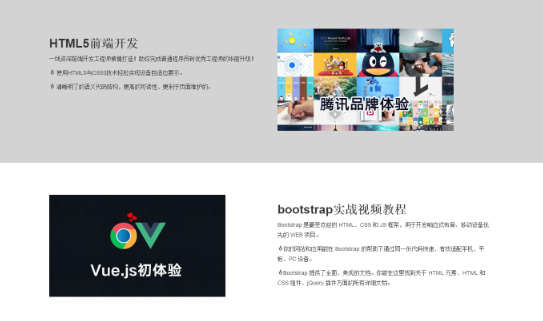 HTML5前端开发
一线资深前端开发工程师模板打造！助你完成普通程序员到优秀工程师的华丽升级！
使用HTML5与CSS3技术轻松实现设备自适应展示。
清晰明了的语义代码结构，更高的可读性，更利于页面维护的。
腾讯品牌体验
Vue.js初体验
bootstrap实战视频教程
Bootstrap 是最受欢迎的 HTML、CSS 和 JS 框架，用于开发响应式布局、移动设备优
先的 WEB 项目。
你的网站和应用能在 Bootstrap 的帮助下通过同一份代码快速、有效适配手机、平
板、PC 设备。
Bootstrap 提供了全面、美观的文档。你能在这里找到关于 HTML 元素、HTML 和
CSS 组件、jQuery 插件方面的所有详细文档。